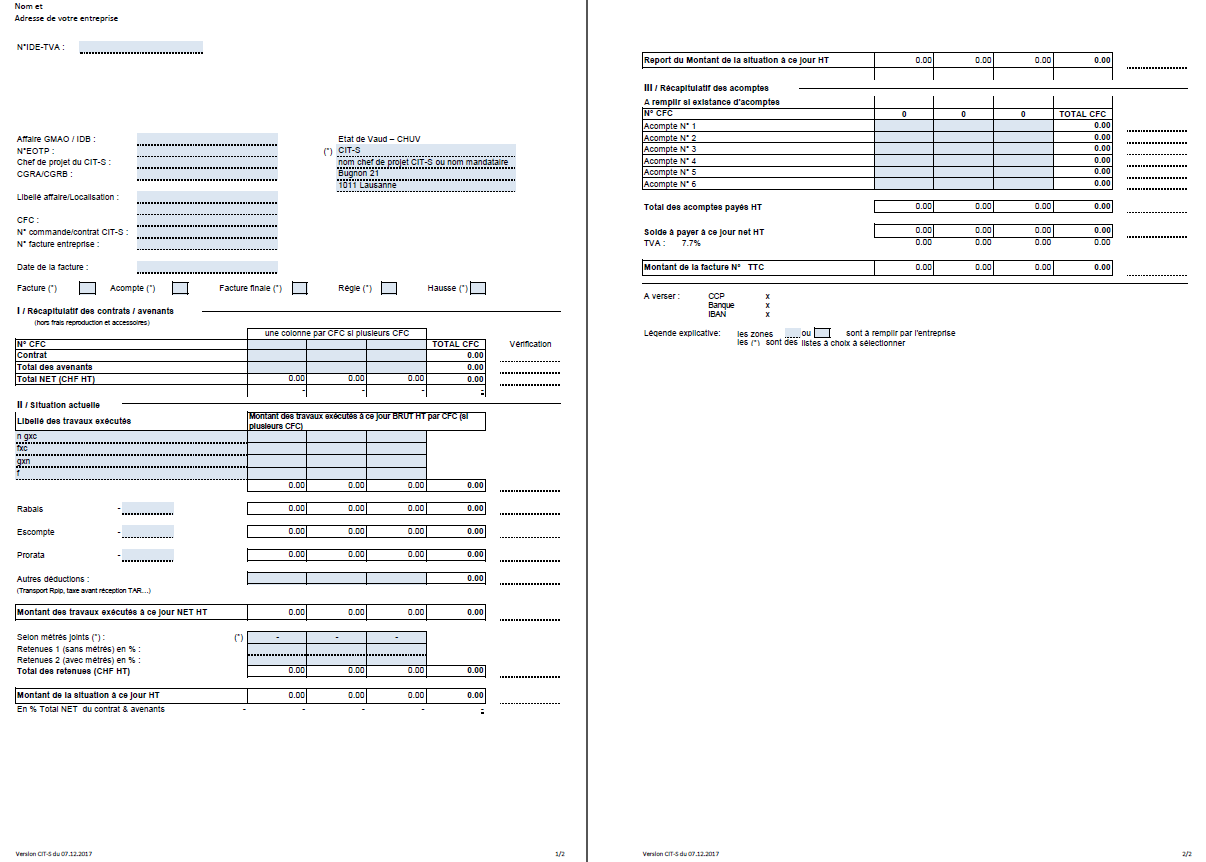 Nom et
Adresse de votre entreprise
N°IDE-TVA :
Affaire GMAO / IDB :
Etat de Vaud – CHUV
N°EOTP :
(*) CIT-S
Chef de projet du CIT-S :
nom chef de projet CIT-S ou nom mandataire
CGRA/CGRB :
Bugnon 21
1011 Lausanne
Libellé affaire/Localisation :
CFC :
N° commande/contrat CIT-S :
N° facture entreprise :
Date de la facture :
Facture (*) Acompte (*) Facture finale (*) Régie (*) Hausse (*)
I / Récapitulatif des contrats / avenants
(hors frais reproduction et accessoires)
une colonne par CFC si plusieurs CFC
N° CFC TOTAL CFC Vérification
Contrat 0.00
Total des avenants 0.00
Total NET (CHF HT) 0.00 0.00 0.00 0.00
- - - -
II / Situation actuelle
Libellé des travaux exécutés
Montant des travaux exécutés à ce jour BRUT HT par CFC (si
plusieurs CFC)
n gxc
fxc
gxn
f
0.00 0.00 0.00 0.00
Rabais - 0.00 0.00 0.00 0.00
Escompte - 0.00 0.00 0.00 0.00
Prorata - 0.00 0.00 0.00 0.00
Autres déductions : 0.00
(Transport Rpip, taxe avant réception TAR...)
Montant des travaux exécutés à ce jour NET HT 0.00 0.00 0.00 0.00
Selon métrés joints (*) : (*) - - -
Retenues 1 (sans métrés) en % :
Retenues 2 (avec métrés) en % :
Total des retenues (CHF HT) 0.00 0.00 0.00 0.00
Montant de la situation à ce jour HT 0.00 0.00 0.00 0.00
En % Total NET du contrat & avenants - - - - -
Version CIT-S du 07.12.2017 1/2
Report du Montant de la situation à ce jour HT 0.00 0.00 0.00 0.00
III / Récapitulatif des acomptes
A remplir si existance d'acomptes
N° CFC 0 0 0 TOTAL CFC
Acompte N° 1 0.00
Acompte N° 2 0.00
Acompte N° 3 0.00
Acompte N° 4 0.00
Acompte N° 5 0.00
Acompte N° 6 0.00
Total des acomptes payés HT 0.00 0.00 0.00 0.00
Solde à payer à ce jour net HT 0.00 0.00 0.00 0.00
TVA : 7.7% 0.00 0.00 0.00 0.00
Montant de la facture N° TTC 0.00 0.00 0.00 0.00
A verser : CCP x
Banque x
IBAN x
Légende explicative: les zones ou sont à remplir par l'entreprise
les (*) sont des listes à choix à sélectionner
Version CIT-S du 07.12.2017 2/2